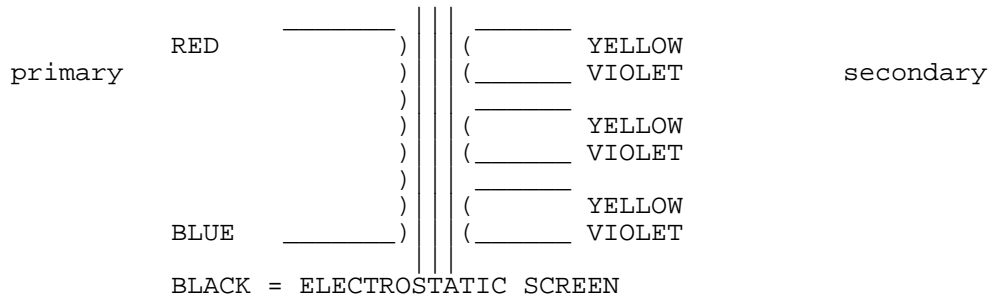 RED YELLOW
primary VIOLET secondary
YELLOW
VIOLET
YELLOW
BLUE VIOLET
BLACK = ELECTROSTATIC SCREEN